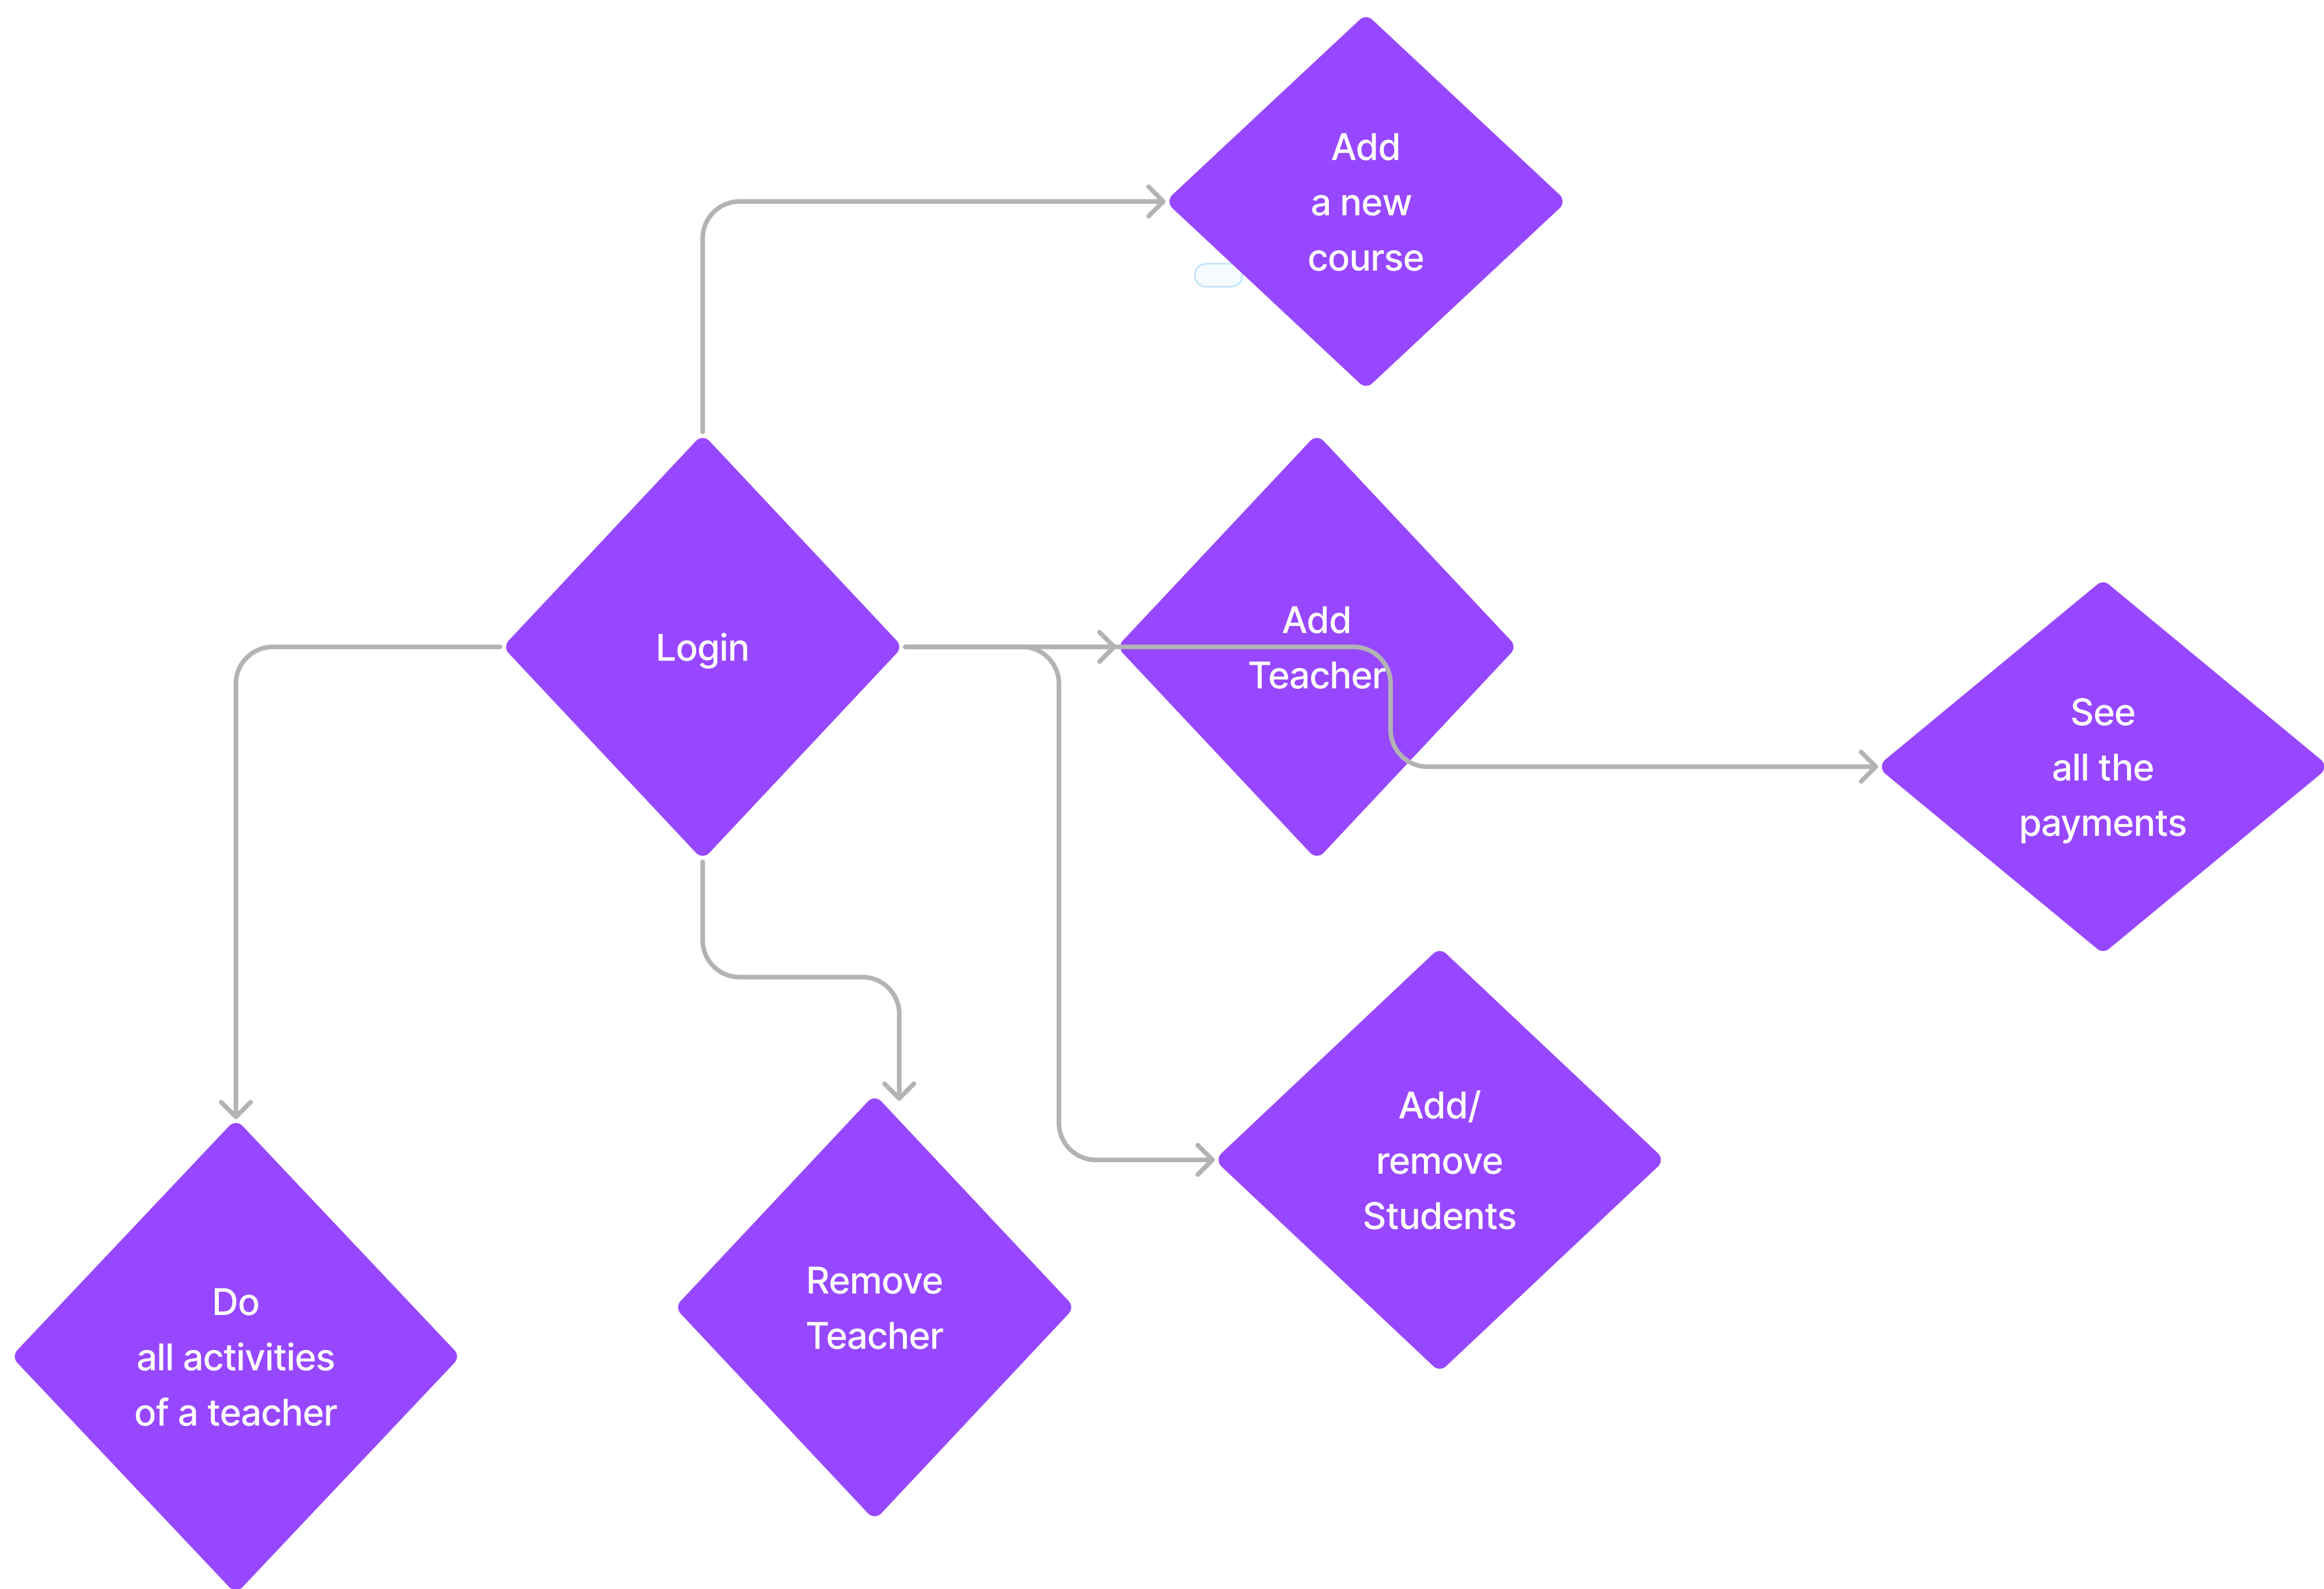 Add
a new
course
Login
Add
Teacher
See
all the
payments
Add/
remove
Students
Remove
Teacher
Do
all activities
of a teacher